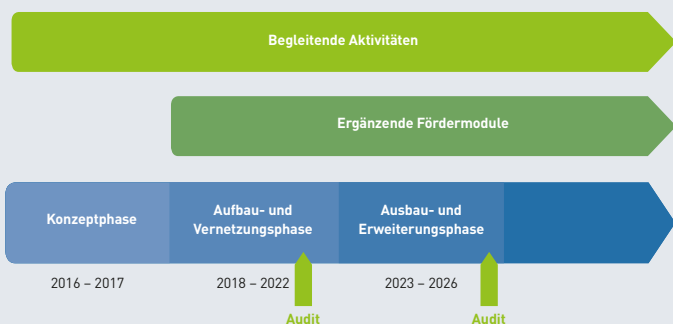 Begleitende Aktivitäten
Ergänzende Fördermodule
Konzeptphase
Aufbau- und
Vernetzungsphase
Ausbau- und
Erweiterungsphase
2016 – 2017
2018 – 2022
2023 – 2026
Audit
Audit